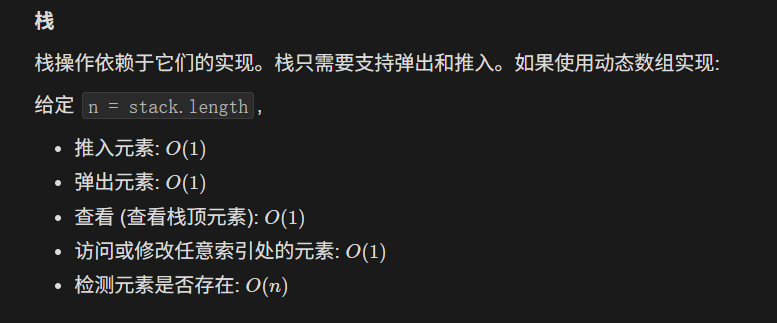 栈
栈操作依赖于它们的实现。栈只需要支持弹出和推入。如果使用动态数组实现:
给定 n = stack.length,
• 推入元素: O(1)
• 弹出元素: O(1)
• 查看 (查看栈顶元素): O(1)
• 访问或修改任意索引处的元素: O(1)
• 检测元素是否存在: O(n)